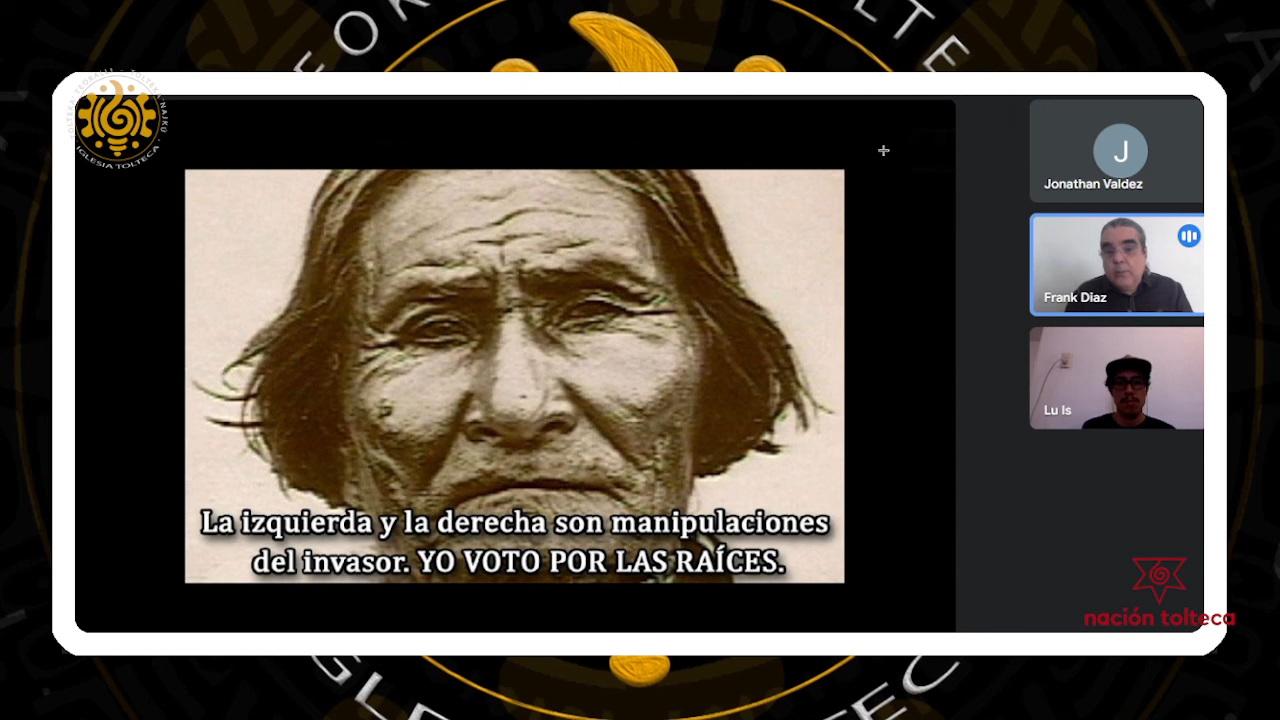 IGLESIA TOLTECA
J
Jonathan Valdez
Frank Diaz
Lu Is
La izquierda y la derecha son manipulaciones
del invasor. YO VOTO POR LAS RAÍCES.
nación tolteca